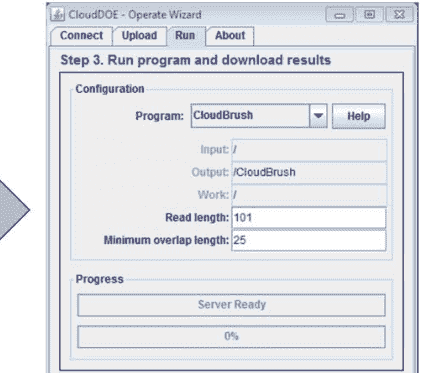 CloudDOE - Operate Wizard
Connect Upload Run About
Step 3. Run program and download results
Configuration
Program: CloudBrush Help
Input: /
Output: /CloudBrush
Work: /
Read length: 101
Minimum overlap length: 25
Progress
Server Ready
0%